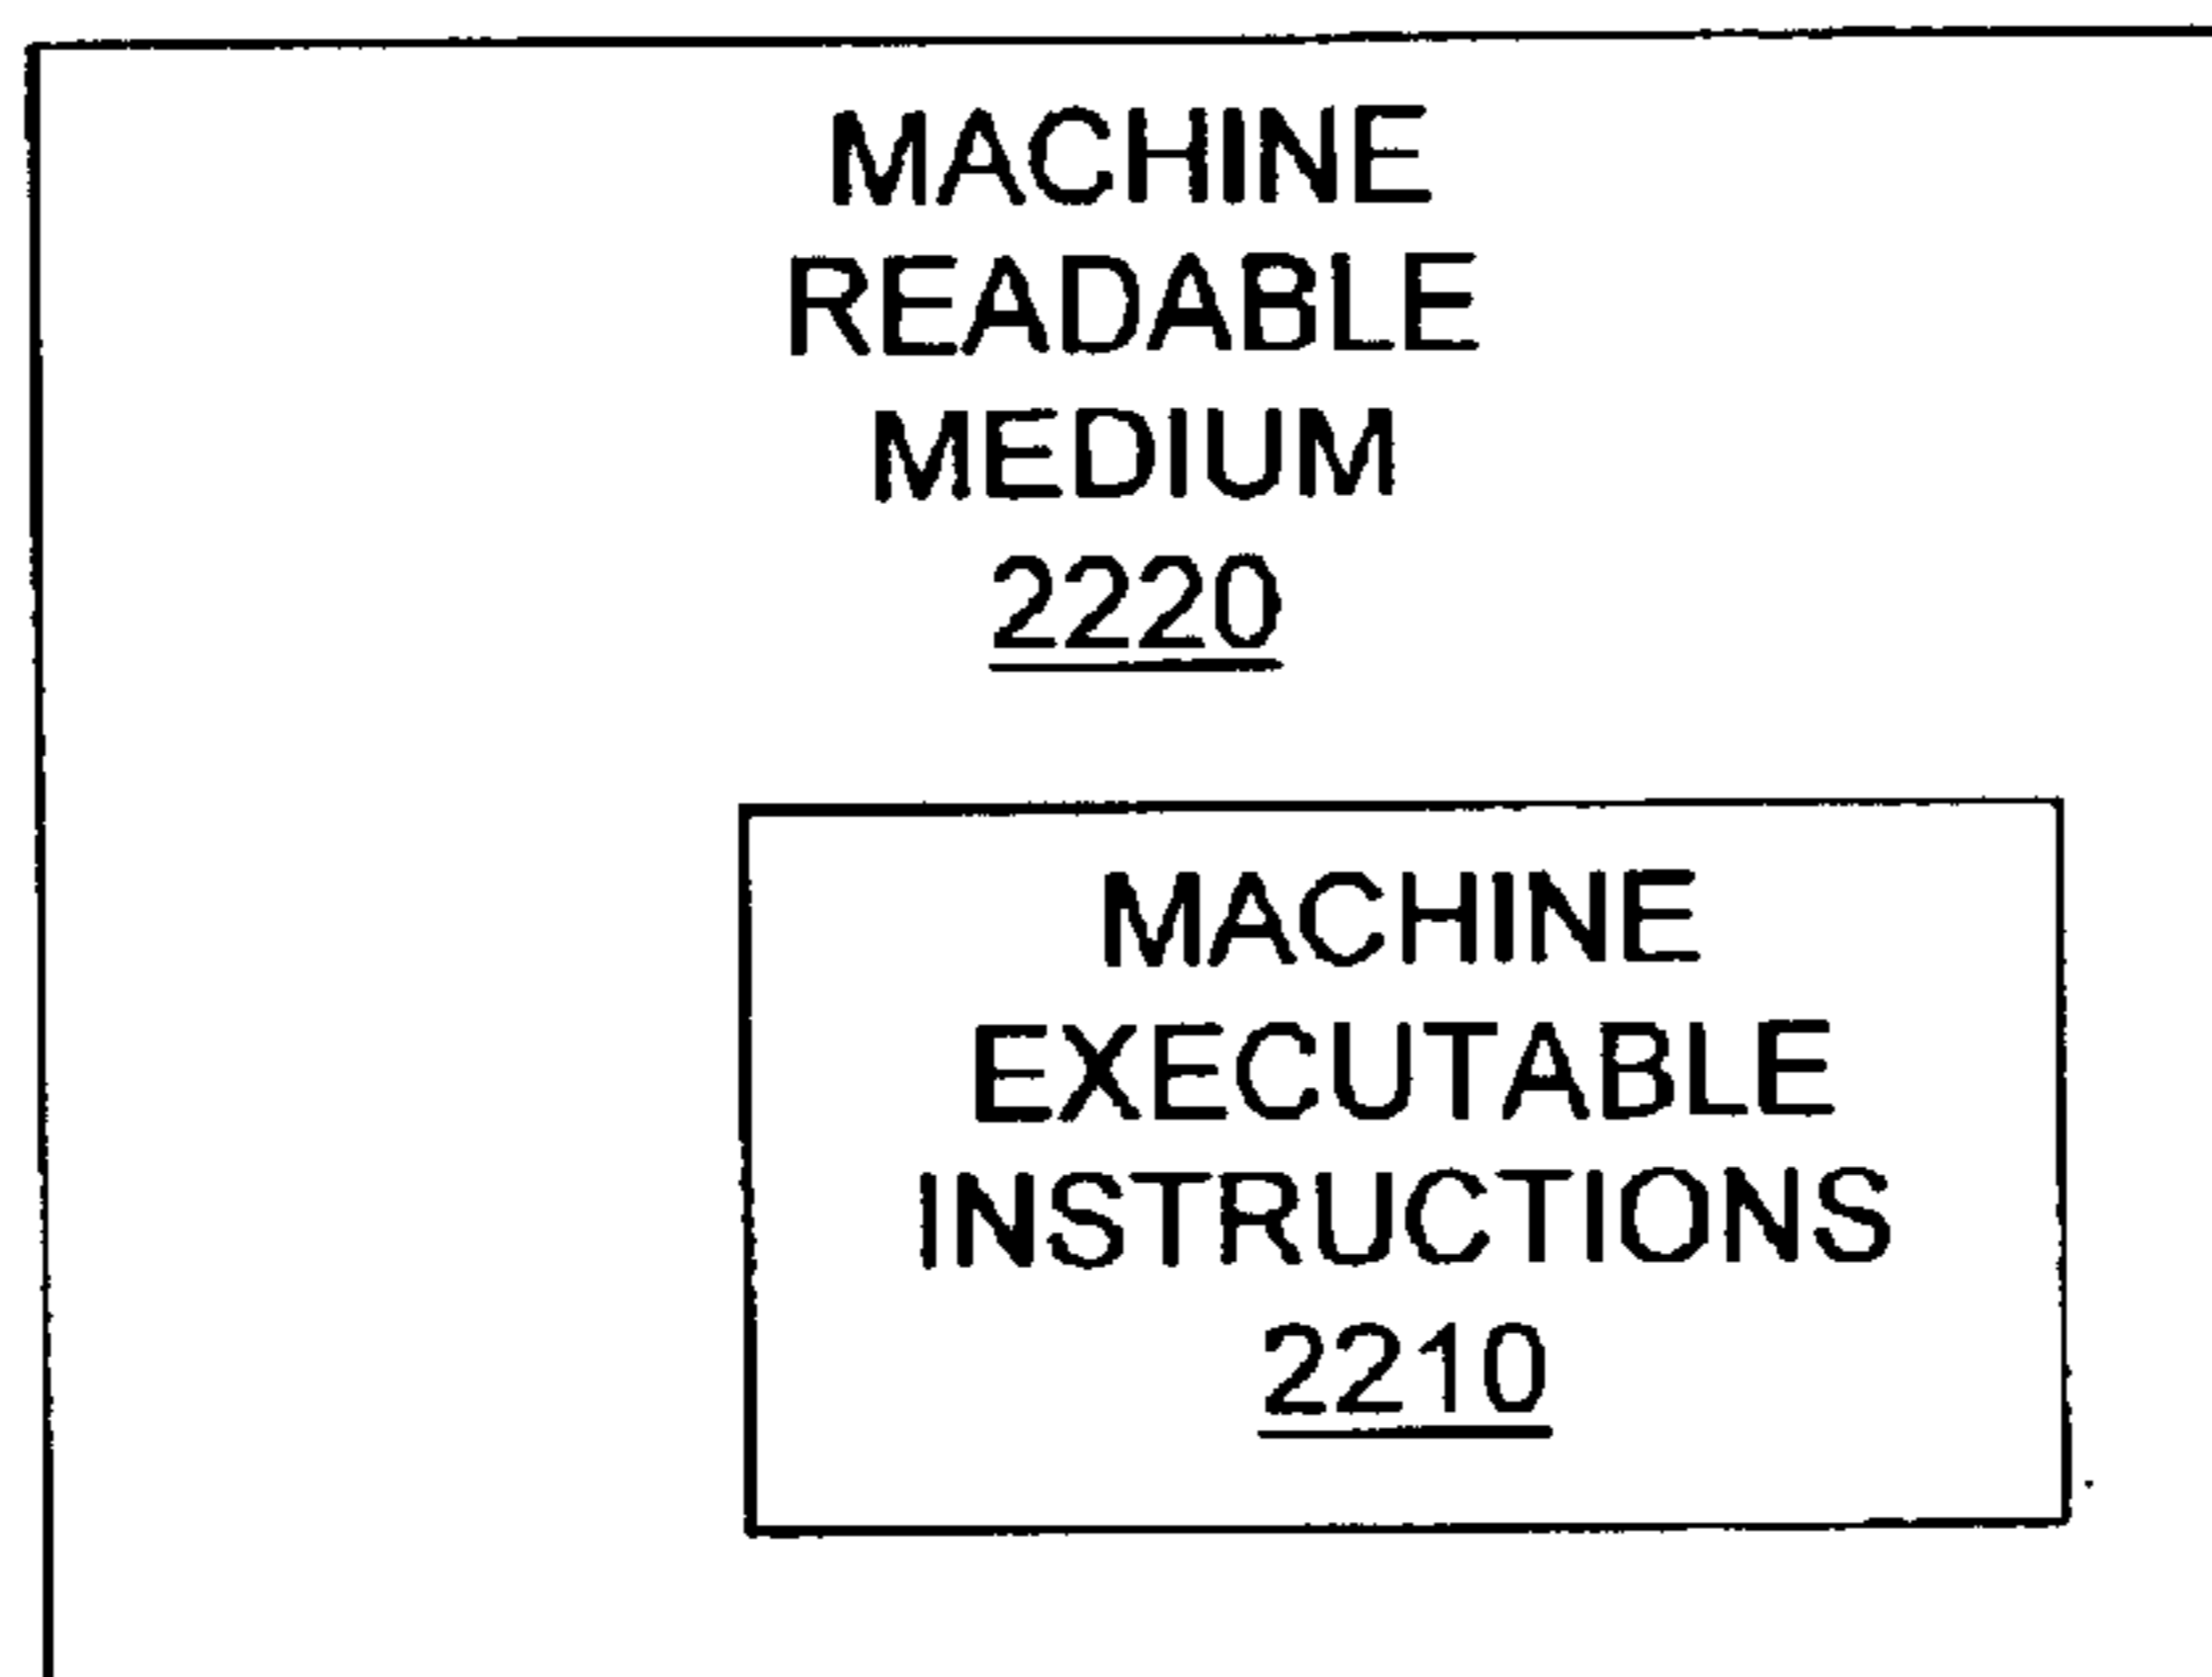 MACHINE
READABLE
MEDIUM
2220
MACHINE
EXECUTABLE
INSTRUCTIONS
2210